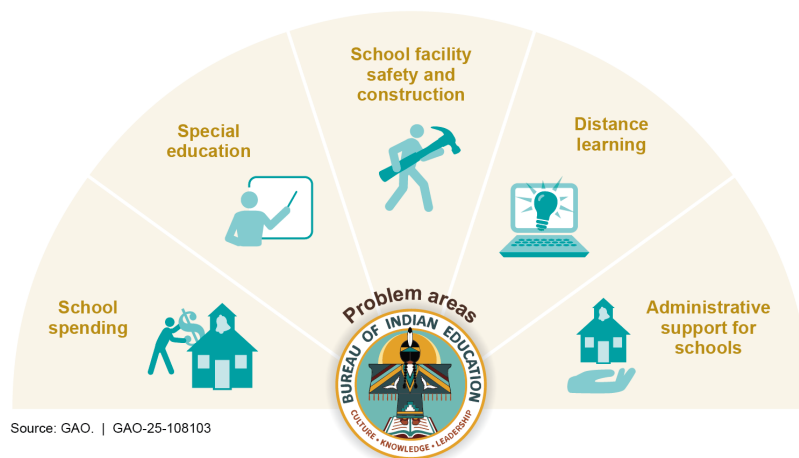 School facility
safety and
construction
Special
education
Distance
learning
School
spending
Administrative
support for
schools
Problem areas
BUREAU OF INDIAN EDUCATION
CULTURE • KNOWLEDGE • LEADERSHIP
Source: GAO. | GAO-25-108103